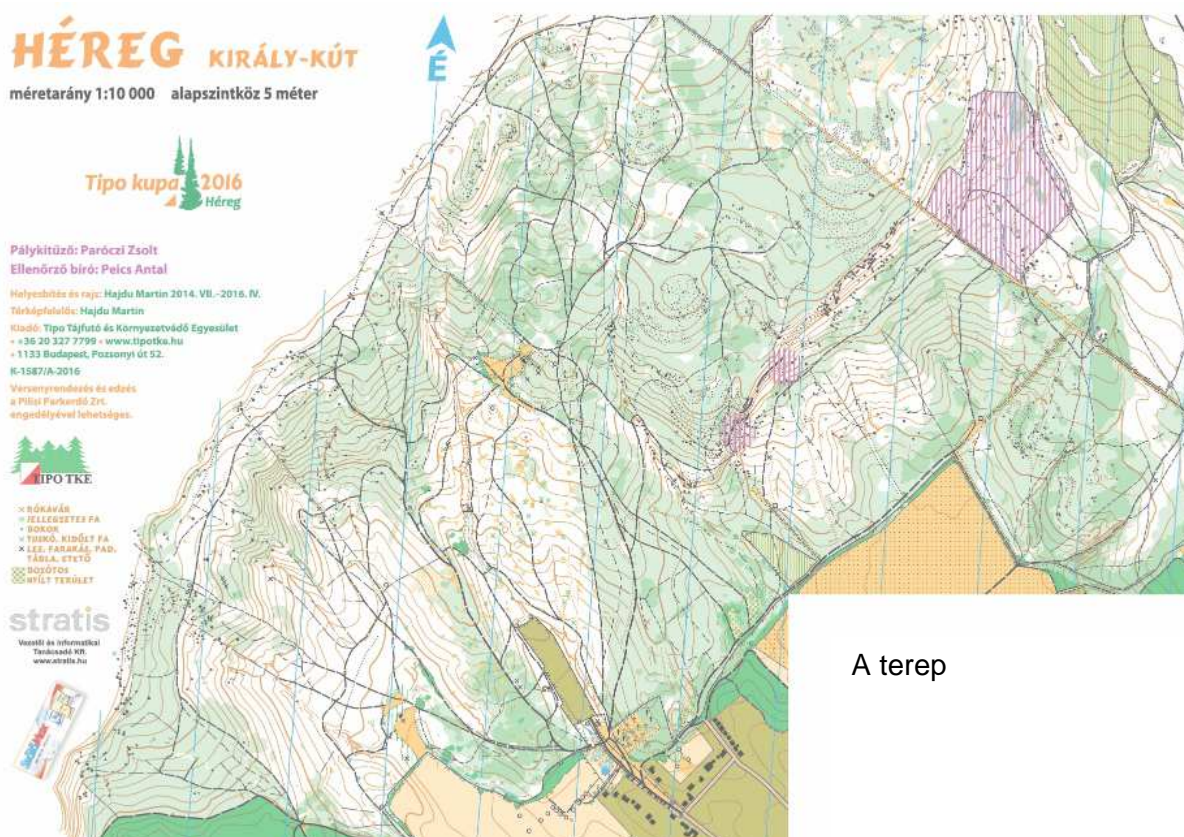 HÉREG KIRÁLY-KÚT
méretarány 1:10 000 alapszintköz 5 méter
É
Tipo kupa 2016
Héreg
Pálykitűző: Paróczi Zsolt
Ellenőrző bíró: Peics Antal
Helyesbítés és rajz: Hajdu Martin 2014. VII.-2016. IV.
Térképfelelős: Hajdu Martin
Kiadó: Tipo Tájfutó és Környezetvédő Egyesület
• +36 20 327 7799 • www.tipotke.hu
• 1133 Budapest, Pozsonyi út 52.
K-1587/A-2016
Versenyrendezés és edzés
a Pilisi Parkerdő Zrt.
engedélyével lehetséges.
TIPO TKE
RÓKAVÁR
JELLEGZETES FA
BOKOR
TUSKÓ, KIDŐLT FA
LES, FARAKÁS, PAD,
TÁBLA, ETETŐ
BOZÓTOS
NYÍLT TERÜLET
stratis
Vezetői és Informatikai
Tanácsadó Kft.
www.stratis.hu
A terep